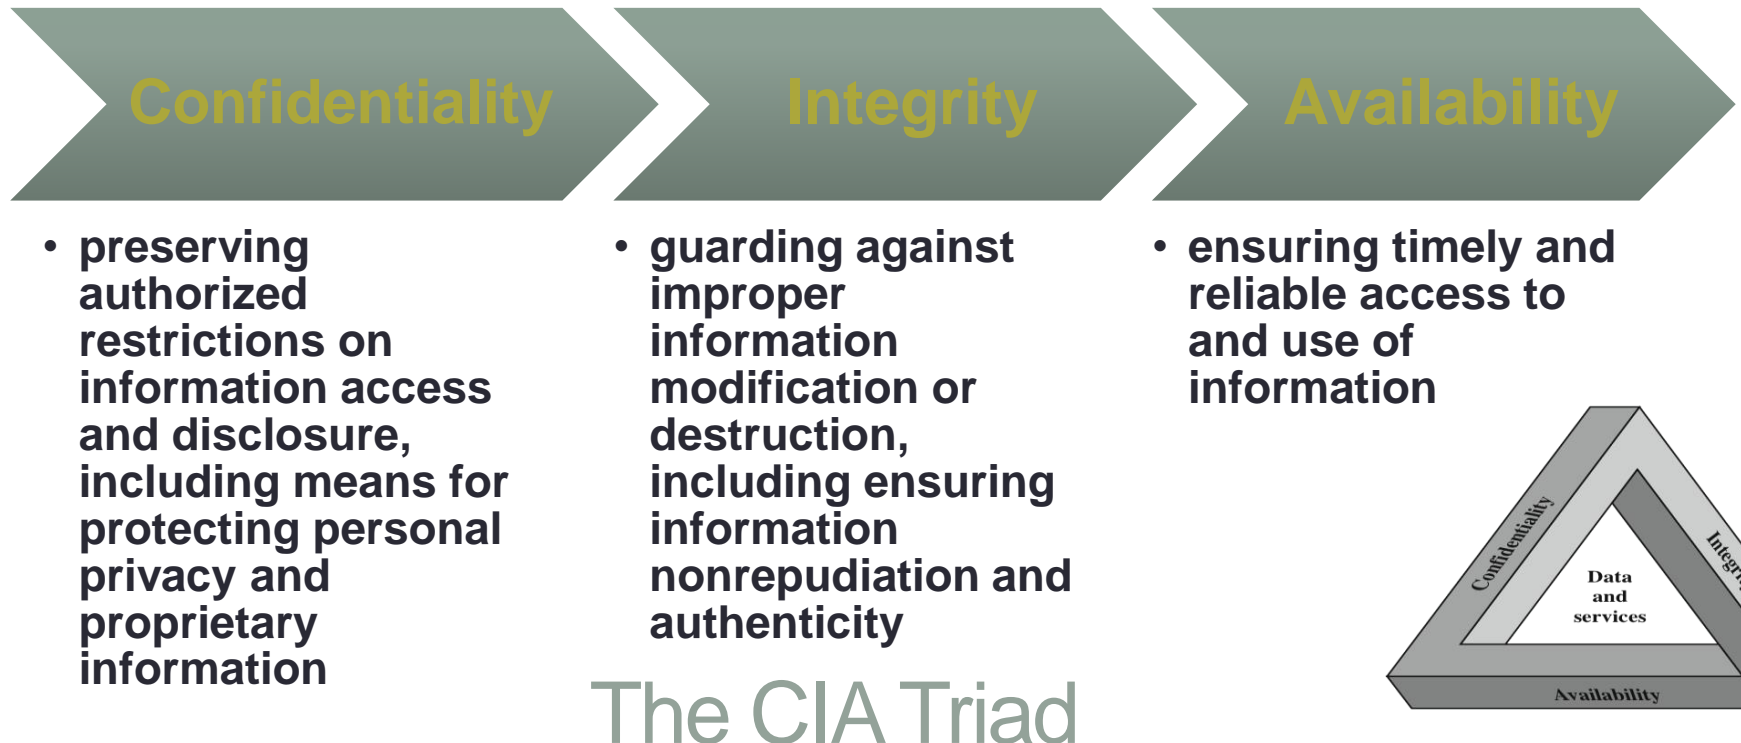 Confidentiality
Integrity
Availability
• preserving
authorized
restrictions on
information access
and disclosure,
including means for
protecting personal
privacy and
proprietary
information
• guarding against
improper
information
modification or
destruction,
including ensuring
information
nonrepudiation and
authenticity
• ensuring timely and
reliable access to
and use of
information
Confidentiality
Data
and
services
Availability
The CIA Triad